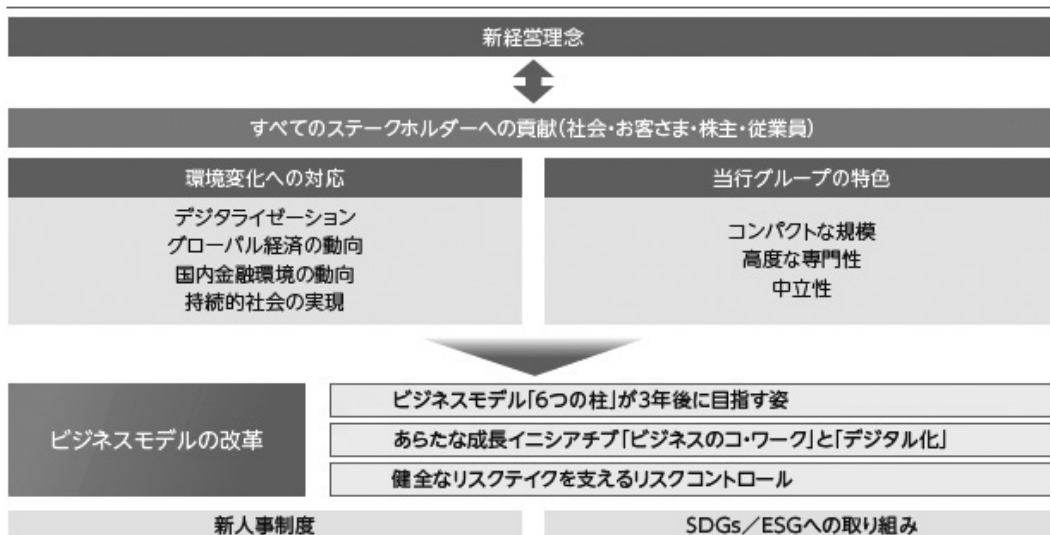 新経営理念
すべてのステークホルダーへの貢献(社会・お客さま・株主・従業員)
環境変化への対応
デジタライゼーション
グローバル経済の動向
国内金融環境の動向
持続的社会の実現
当行グループの特色
コンパクトな規模
高度な専門性
中立性
ビジネスモデルの改革
ビジネスモデル「6つの柱」が3年後に目指す姿
あらたな成長イニシアチブ「ビジネスのコ・ワーク」と「デジタル化」
健全なリスクテイクを支えるリスクコントロール
新人事制度
SDGs/ESGへの取り組み